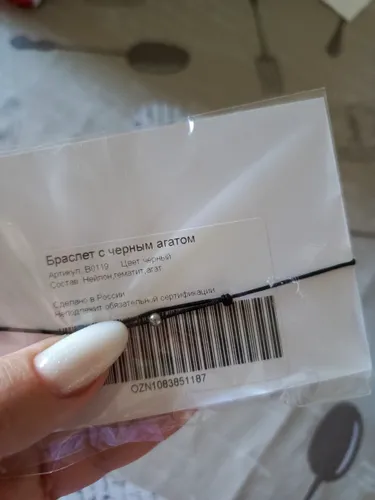 Браслет с черным агатом
Артикул: B0119 Цвет: черный
Состав: Нейлон, гематит, агат
Сделано в России
Не подлежит обязательной сертификации
OZN1083851187